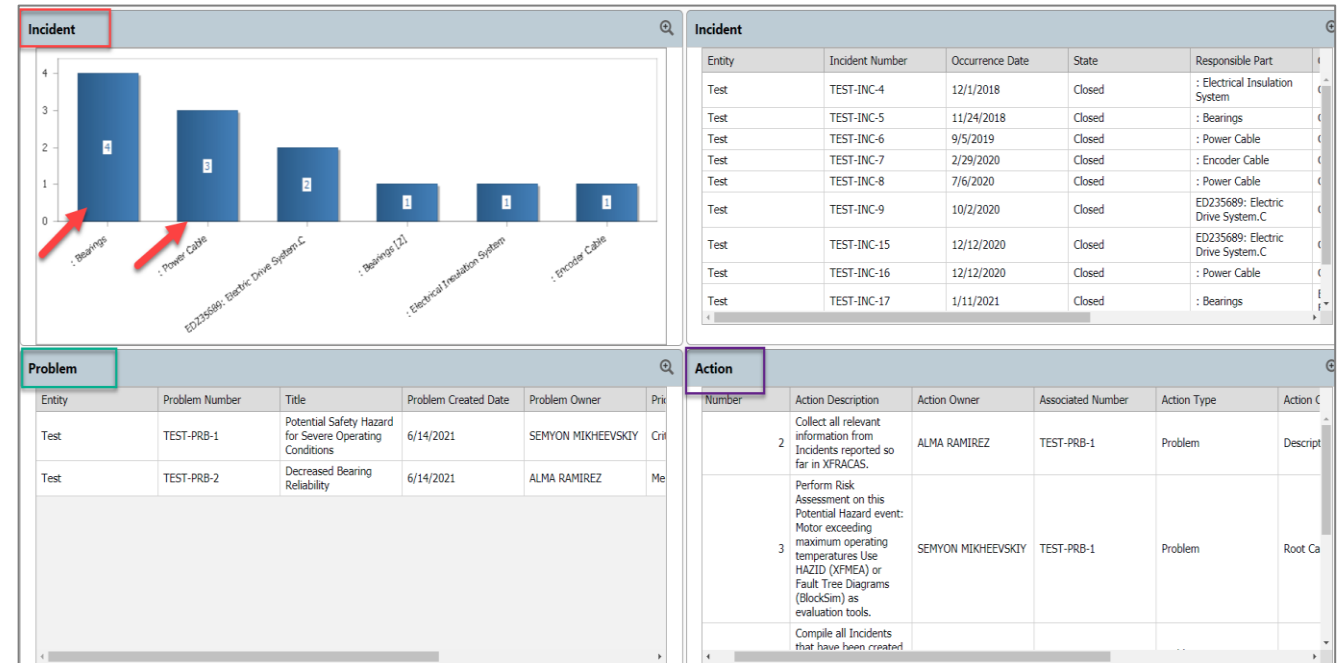 Incident
4
3
2
1
0
4
3
2
1
1
1
: Bearings
: Power Cable
ED235689: Electric Drive System.C
: Bearings [2]
: Electrical Insulation System
: Encoder Cable
Incident
Entity Incident Number Occurrence Date State Responsible Part
Test TEST-INC-4 12/1/2018 Closed : Electrical Insulation
System
Test TEST-INC-5 11/24/2018 Closed : Bearings
Test TEST-INC-6 9/5/2019 Closed : Power Cable
Test TEST-INC-7 2/29/2020 Closed : Encoder Cable
Test TEST-INC-8 7/6/2020 Closed : Power Cable
Test TEST-INC-9 10/2/2020 Closed ED235689: Electric
Drive System.C
Test TEST-INC-15 12/12/2020 Closed ED235689: Electric
Drive System.C
Test TEST-INC-16 12/12/2020 Closed : Power Cable
Test TEST-INC-17 1/11/2021 Closed : Bearings
Problem
Entity Problem Number Title Problem Created Date Problem Owner
Test TEST-PRB-1 Potential Safety Hazard
for Severe Operating
Conditions 6/14/2021 SEMYON MIKHEEVSKIY
Test TEST-PRB-2 Decreased Bearing
Reliability 6/14/2021 ALMA RAMIREZ
Action
Number Action Description Action Owner Associated Number Action Type Action
2 Collect all relevant
information from
Incidents reported so
far in XFRACAS. ALMA RAMIREZ TEST-PRB-1 Problem Descript
3 Perform Risk
Assessment on this
Potential Hazard event:
Motor exceeding
maximum operating
temperatures Use
HAZID (XFMEA) or
Fault Tree Diagrams
(BlockSim) as
evaluation tools. SEMYON MIKHEEVSKIY TEST-PRB-1 Problem Root Ca
Compile all Incidents
that have been created